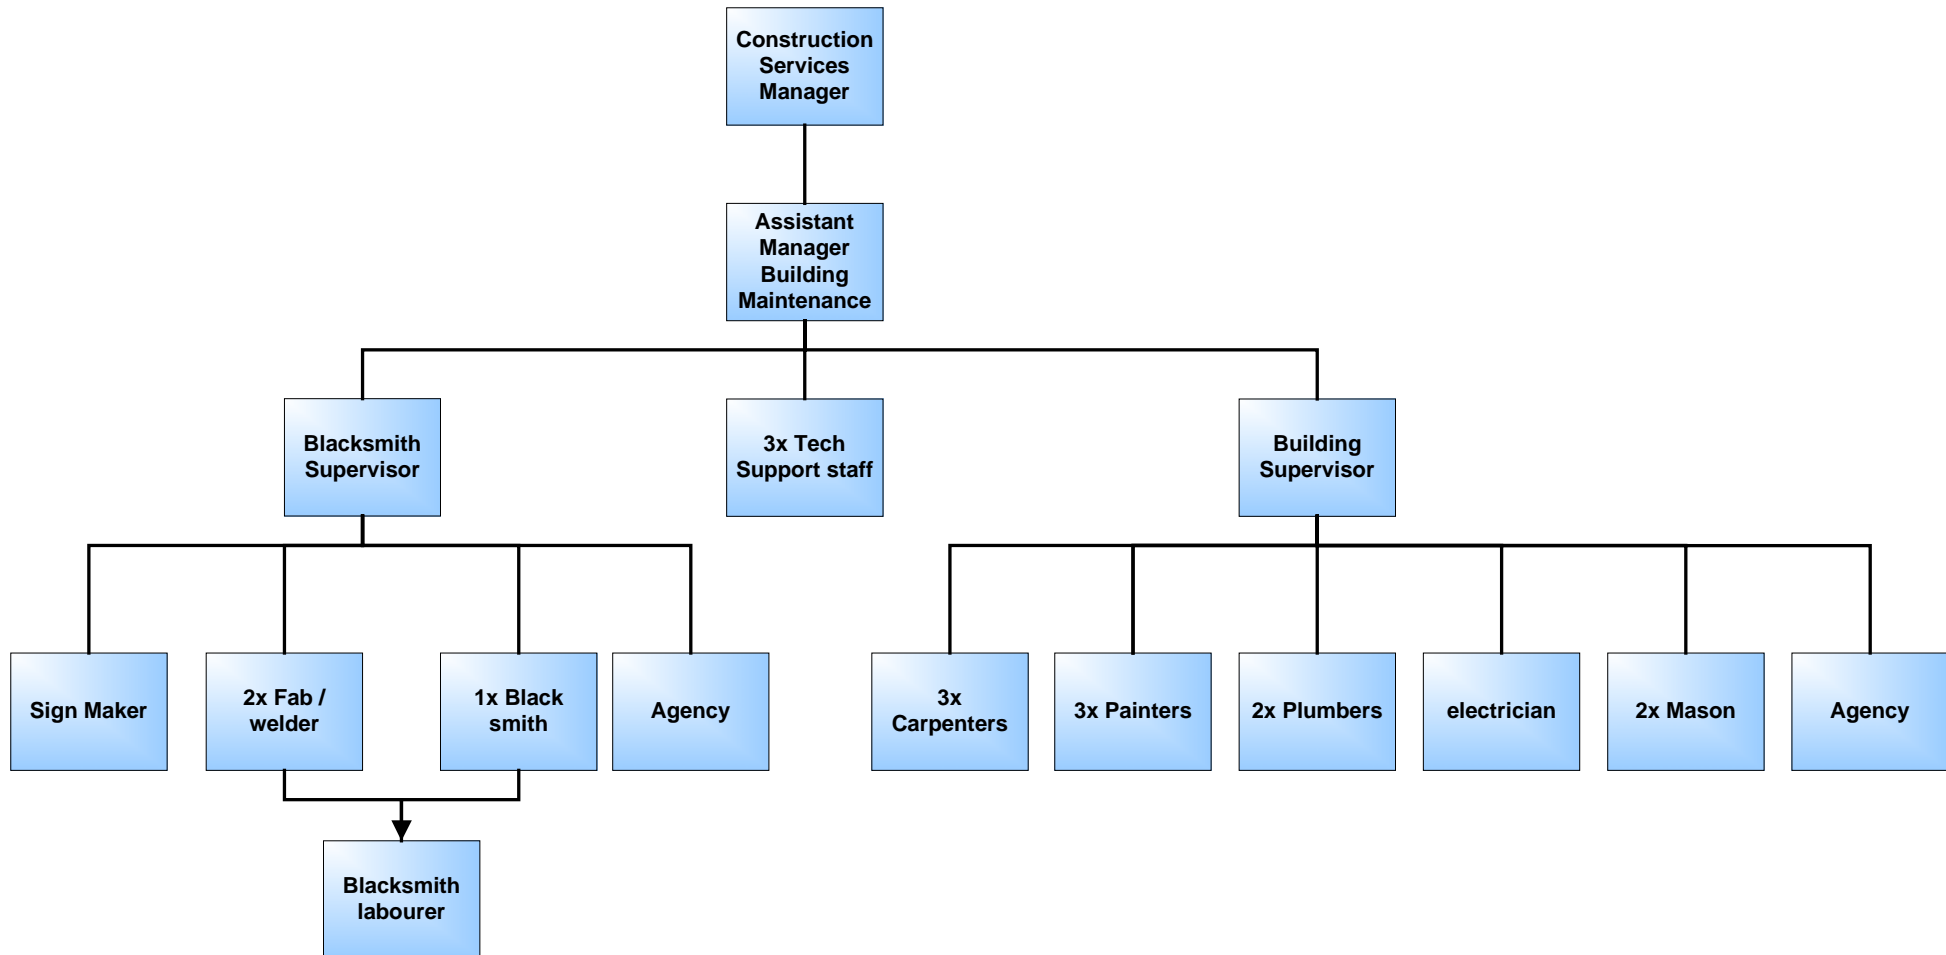 Construction
Services
Manager
Assistant
Manager
Building
Maintenance
Blacksmith
Supervisor
3x Tech
Support staff
Building
Supervisor
Sign Maker
2x Fab /
welder
1x Black
smith
Agency
3x
Carpenters
3x Painters
2x Plumbers
electrician
2x Mason
Agency
Blacksmith
labourer